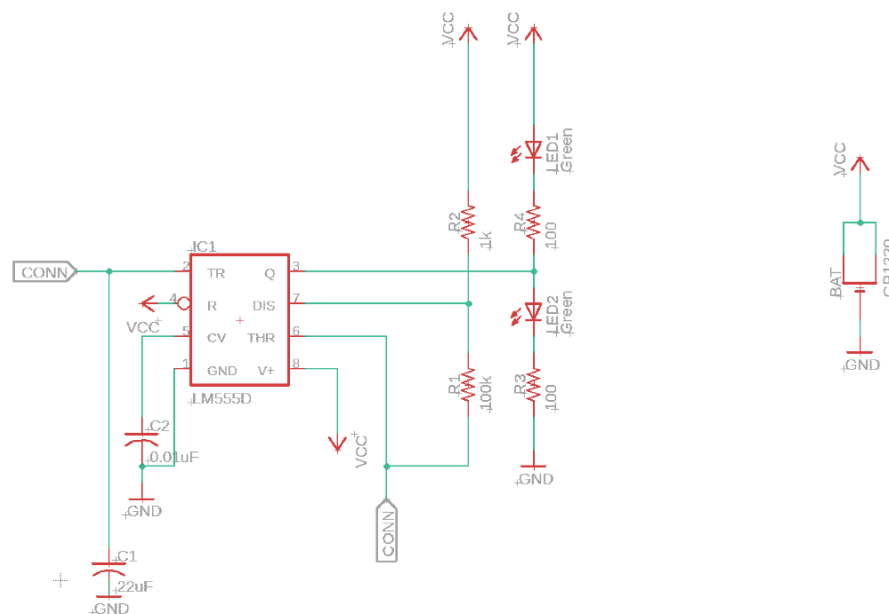 VCC
VCC
LED1
Green
VCC
R2
1k
R4
100
IC1
CONN
2
TR
Q
3
4
R
DIS
7
VCC
5
CV
THR
6
1
GND
V+
8
LM555D
LED2
Green
BAT
GND
R1
100k
R3
100
C2
0.01uF
VCC
GND
GND
CONN
C1
22uF
GND